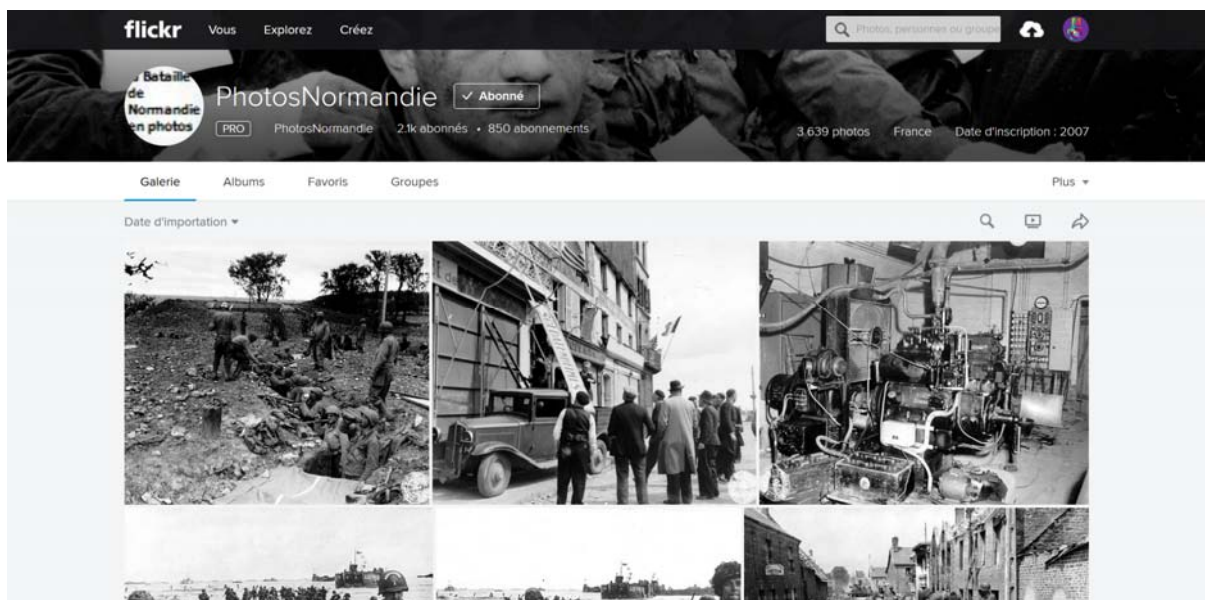 flickr Vous Explorez Créez Photos, personnes ou groupe
Bataille
de
Normandie
en photos
PhotosNormandie ✓ Abonné
PRO PhotosNormandie 2.1k abonnés • 850 abonnements 3 639 photos France Date d'inscription : 2007
Galerie Albums Favoris Groupes Plus
Date d'importation